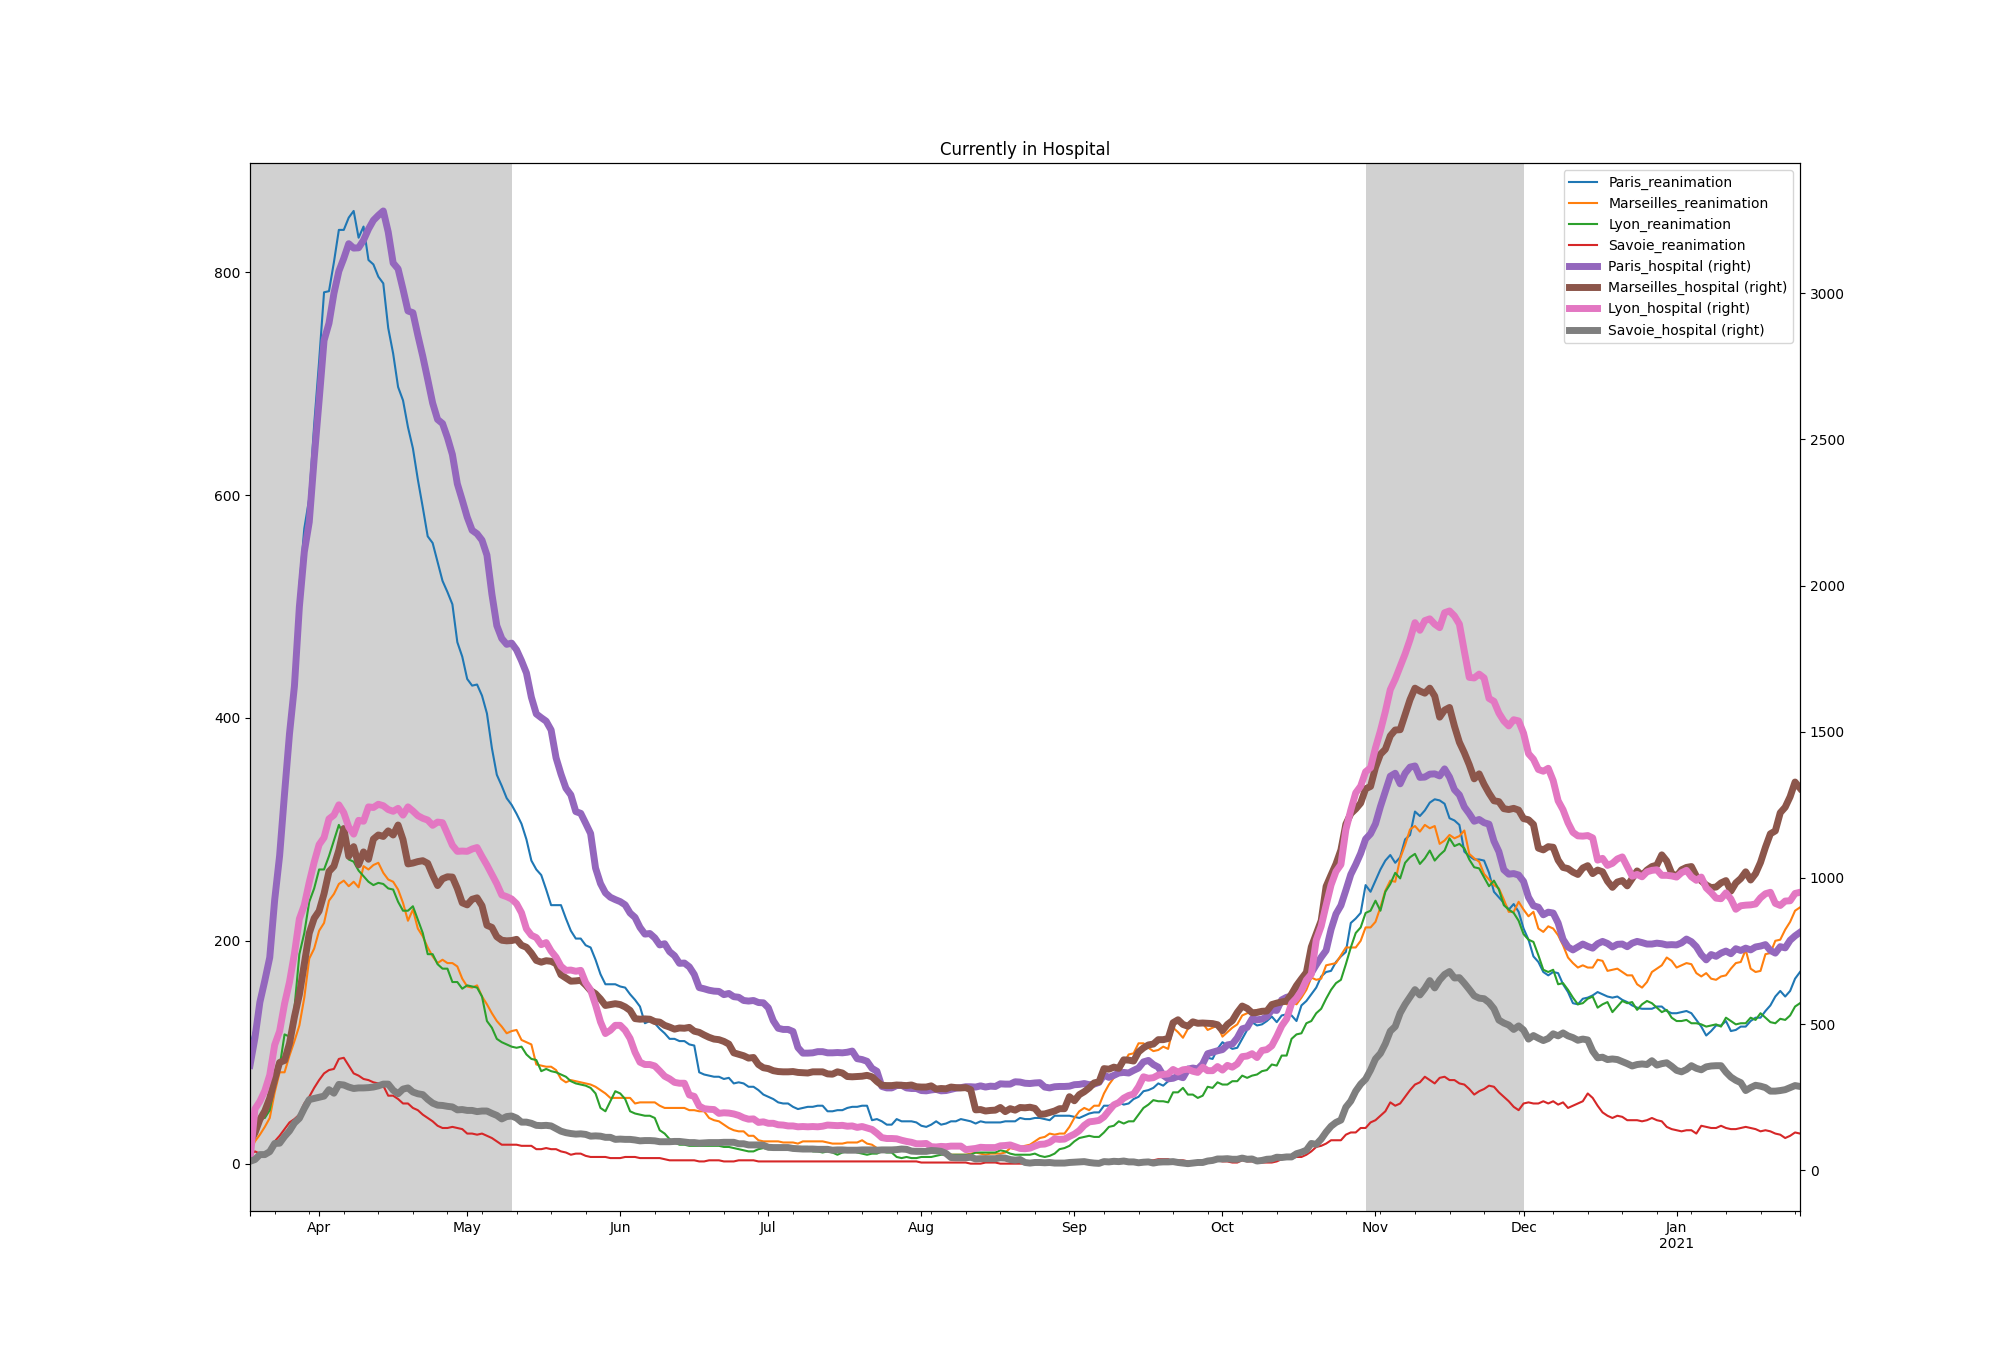 Currently in Hospital
Paris_reanimation
Marseilles_reanimation
Lyon_reanimation
Savoie_reanimation
Paris_hospital (right)
Marseilles_hospital (right)
Lyon_hospital (right)
Savoie_hospital (right)
800
600
400
200
0
3000
2500
2000
1500
1000
500
0
Apr May Jun Jul Aug Sep Oct Nov Dec Jan
2021